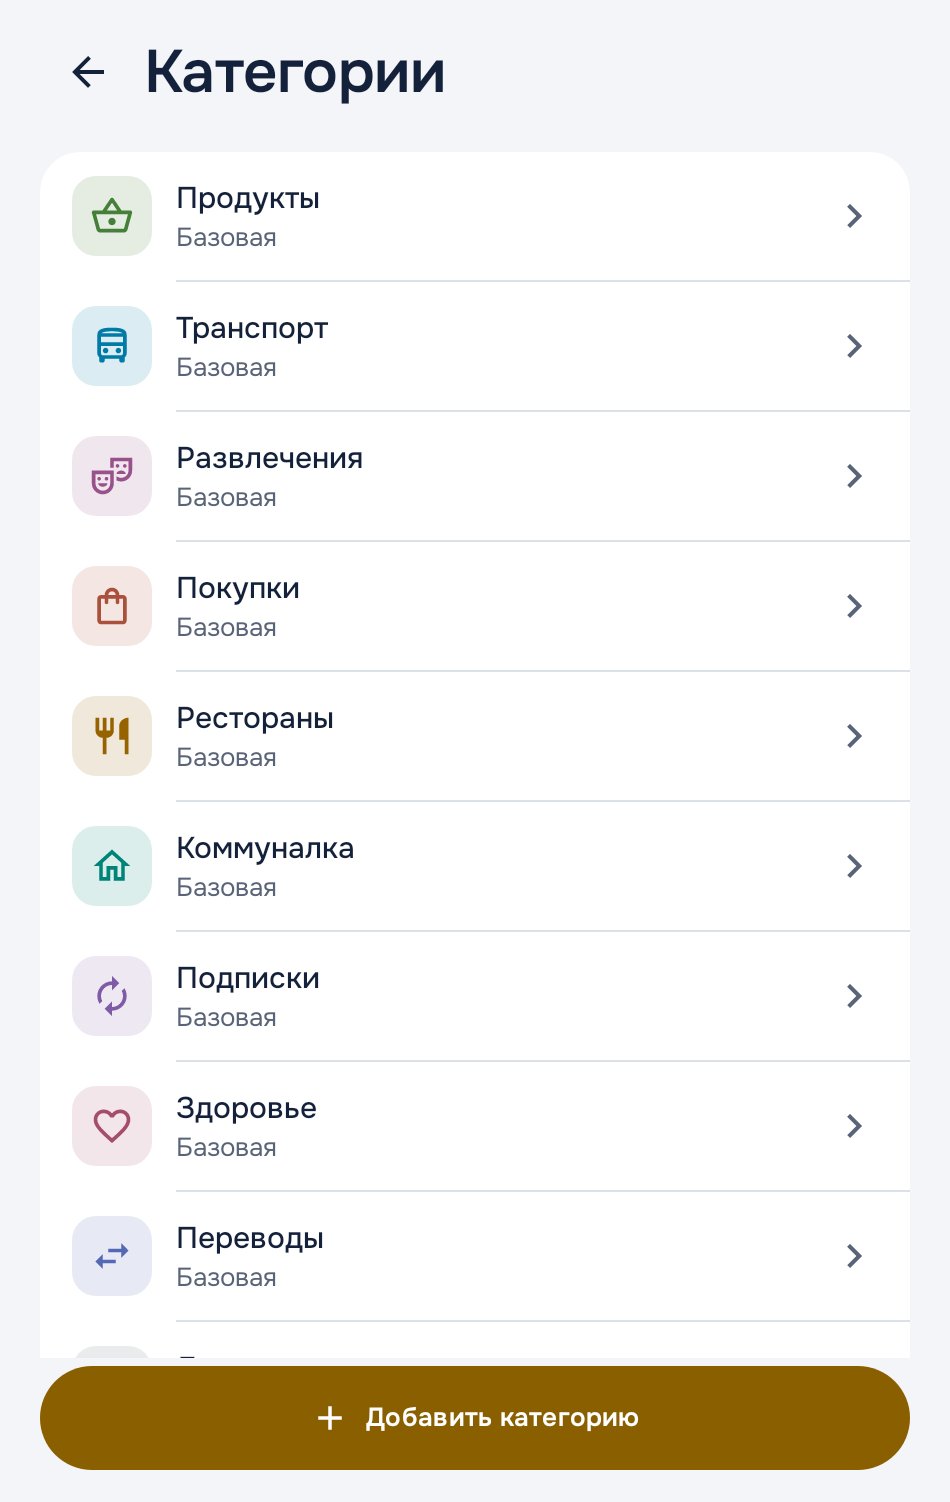 Категории
Продукты
Базовая
Транспорт
Базовая
Развлечения
Базовая
Покупки
Базовая
Рестораны
Базовая
Коммуналка
Базовая
Подписки
Базовая
Здоровье
Базовая
Переводы
Базовая
Добавить категорию